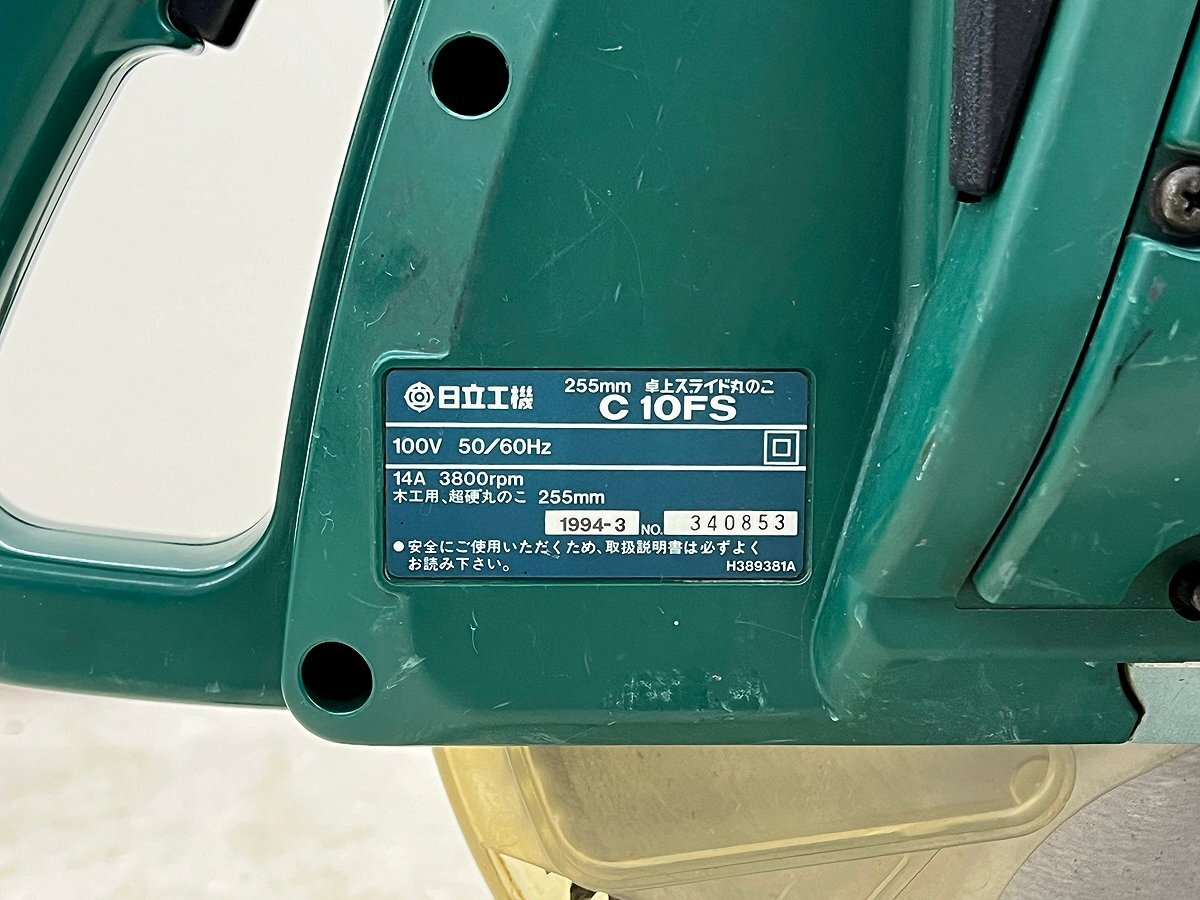 日立工機
255mm 卓上スライド丸のこ
C 10FS
100V 50/60Hz
14A 3800rpm
木工用、超硬丸のこ 255mm
1994-3 NO. 340853
●安全にご使用いただくため、取扱説明書は必ずよく
お読み下さい。 H389381A